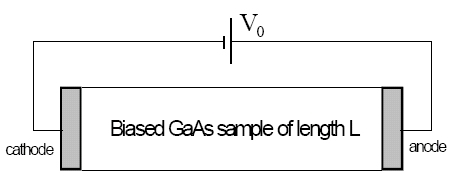 V₀
Biased GaAs sample of length L
cathode
anode